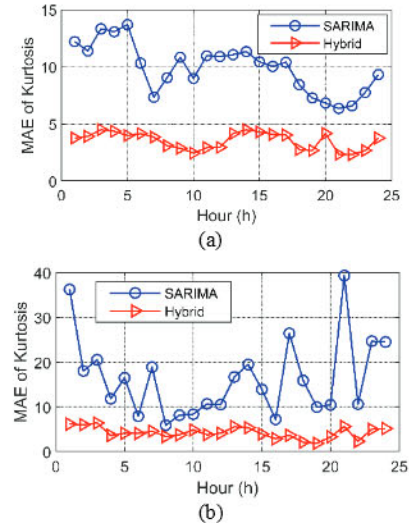 15
10
5
0
MAE of Kurtosis
SARIMA
Hybrid
0 5 10 15 20 25
Hour (h)
(a)
40
30
20
10
0
MAE of Kurtosis
SARIMA
Hybrid
0 5 10 15 20 25
Hour (h)
(b)